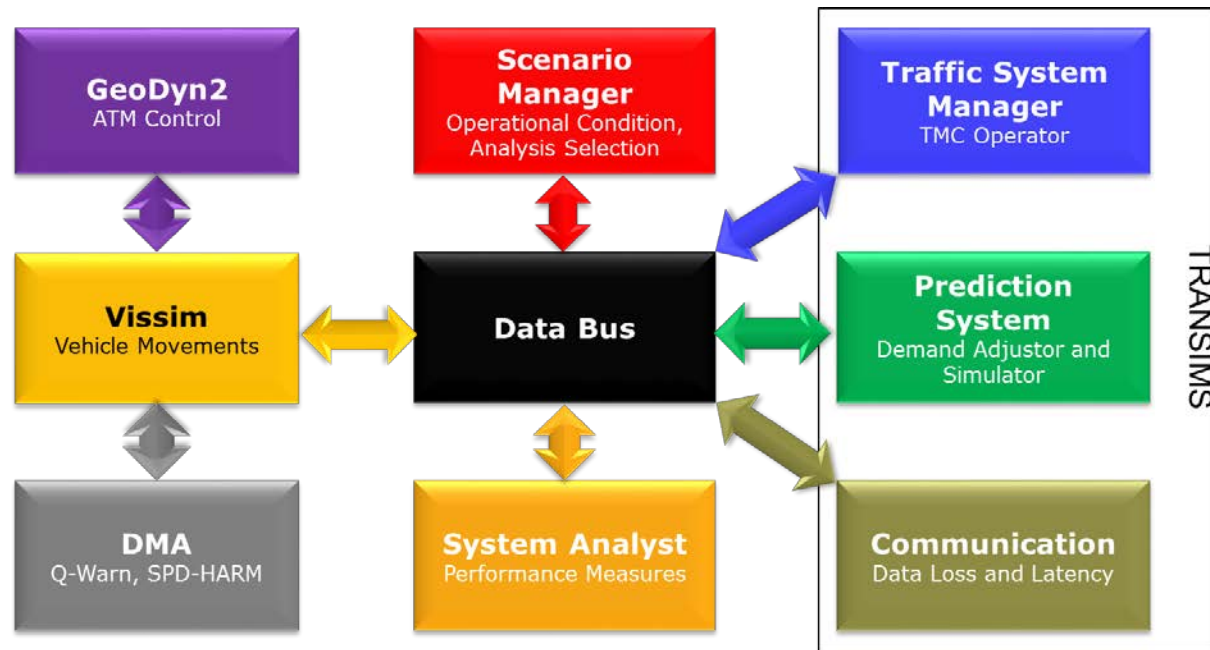 GeoDyn2
ATM Control
Scenario
Manager
Operational Condition,
Analysis Selection
Traffic System
Manager
TMC Operator
Vissim
Vehicle Movements
Data Bus
Prediction
System
Demand Adjustor and
Simulator
TRANSIMS
DMA
Q-Warn, SPD-HARM
System Analyst
Performance Measures
Communication
Data Loss and Latency